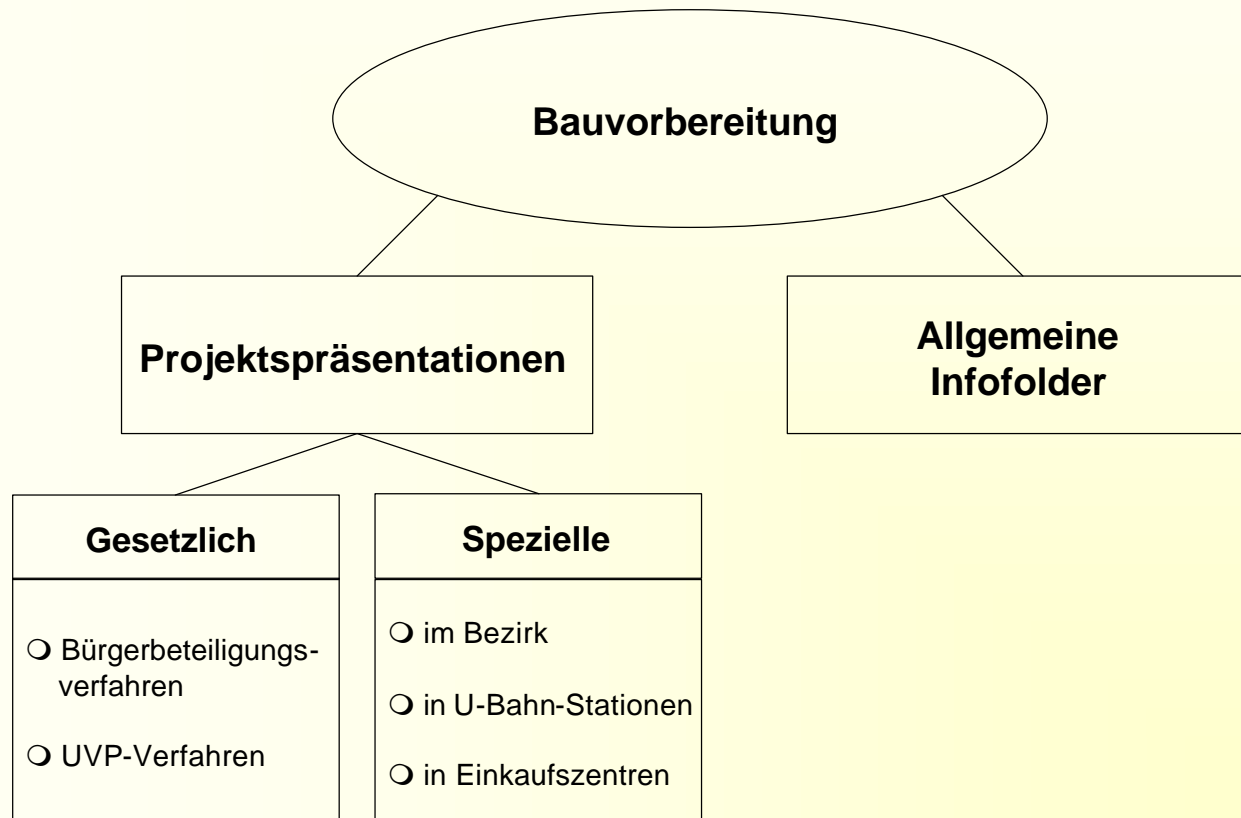 Bauvorbereitung
Projektspräsentationen
Allgemeine
Infofolder
Gesetzlich
❍ Bürgerbeteiligungs-
verfahren
❍ UVP-Verfahren
Spezielle
❍ im Bezirk
❍ in U-Bahn-Stationen
❍ in Einkaufszentren